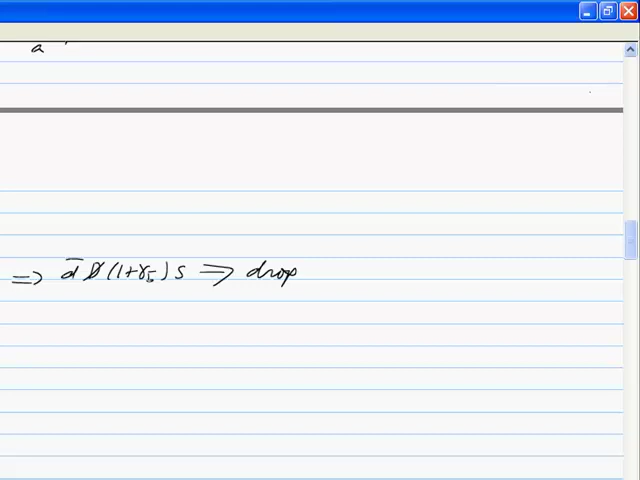 a
⇒ d̄ D̸ (1+γ₅) s ⇒ drop